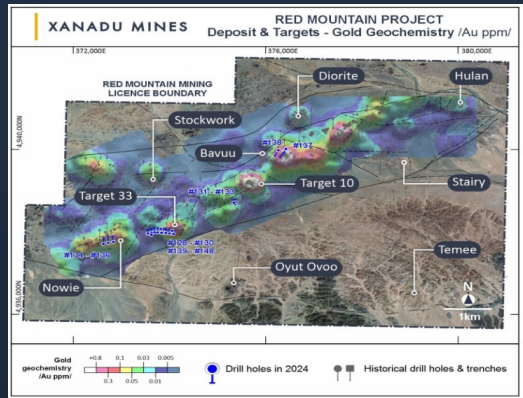 XANADU MINES
RED MOUNTAIN PROJECT
Deposit & Targets - Gold Geochemistry /Au ppm/
372,000E
376,000E
380,000E
RED MOUNTAIN MINING
LICENCE BOUNDARY
Diorite
Hulan
Stockwork
4,940,000N
Bavuu
#138
#137
Target 33
#131 - #133
Target 10
Stairy
#128 - #130
#139 - #148
Nowie
Oyut Ovoo
Temee
4,936,000N
N
1km
Gold
geochemistry
/Au ppm/
>0.8
0.1
0.03
0.005
0.3
0.05
0.01
Drill holes in 2024
Historical drill holes & trenches